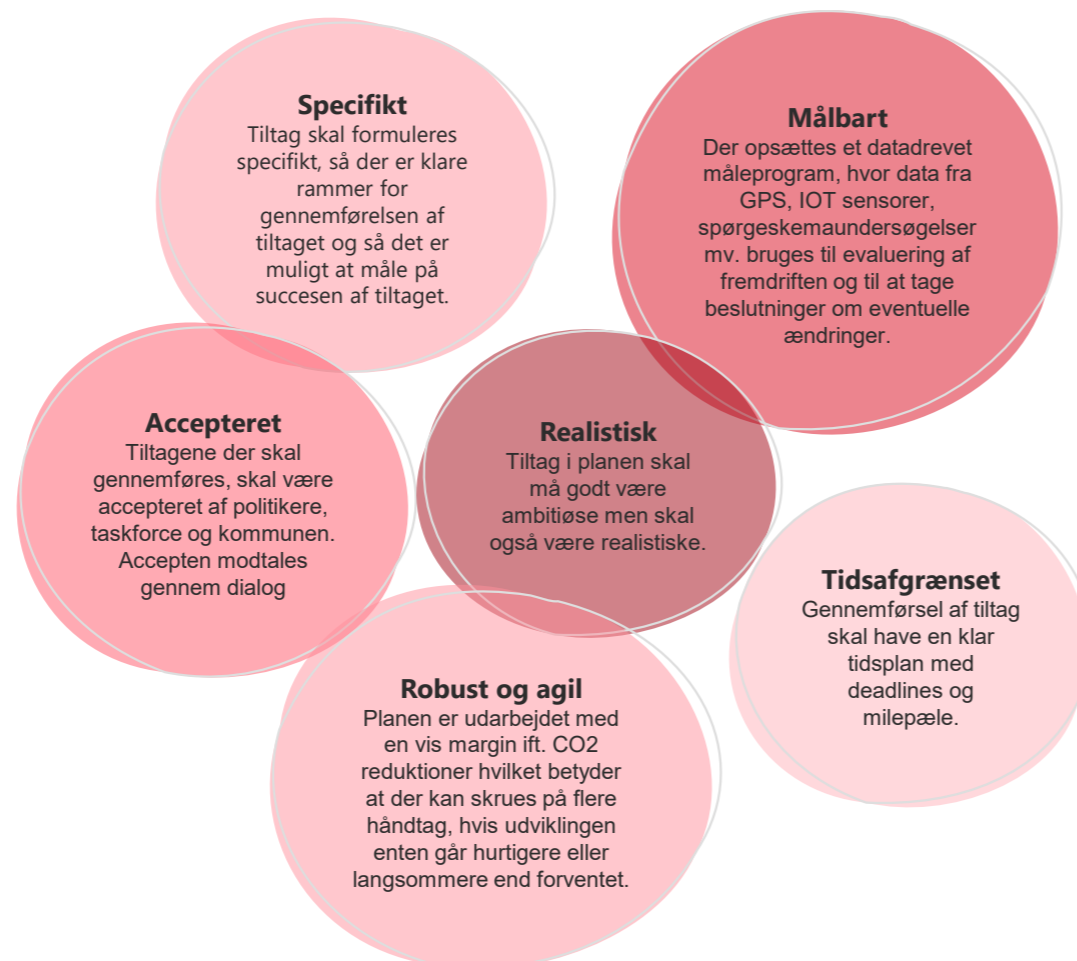 Specifikt
Tiltag skal formuleres
specifikt, så der er klare
rammer for
gennemførelsen af
tiltaget og så det er
muligt at måle på
succesen af tiltaget.
Målbart
Der opsættes et datadrevet
måleprogram, hvor data fra
GPS, IOT sensorer,
spørgeskemaundersøgelser
mv. bruges til evaluering af
fremdriften og til at tage
beslutninger om eventuelle
ændringer.
Accepteret
Tiltagene der skal
gennemføres, skal være
accepteret af politikere,
taskforce og kommunen.
Accepten modtales
gennem dialog
Realistisk
Tiltag i planen skal
må godt være
ambitiøse men skal
også være realistiske.
Tidsafgrænset
Gennemførsel af tiltag
skal have en klar
tidsplan med
deadlines og
milepæle.
Robust og agil
Planen er udarbejdet med
en vis margin ift. CO2
reduktioner hvilket betyder
at der kan skrues på flere
håndtag, hvis udviklingen
enten går hurtigere eller
langsommere end forventet.